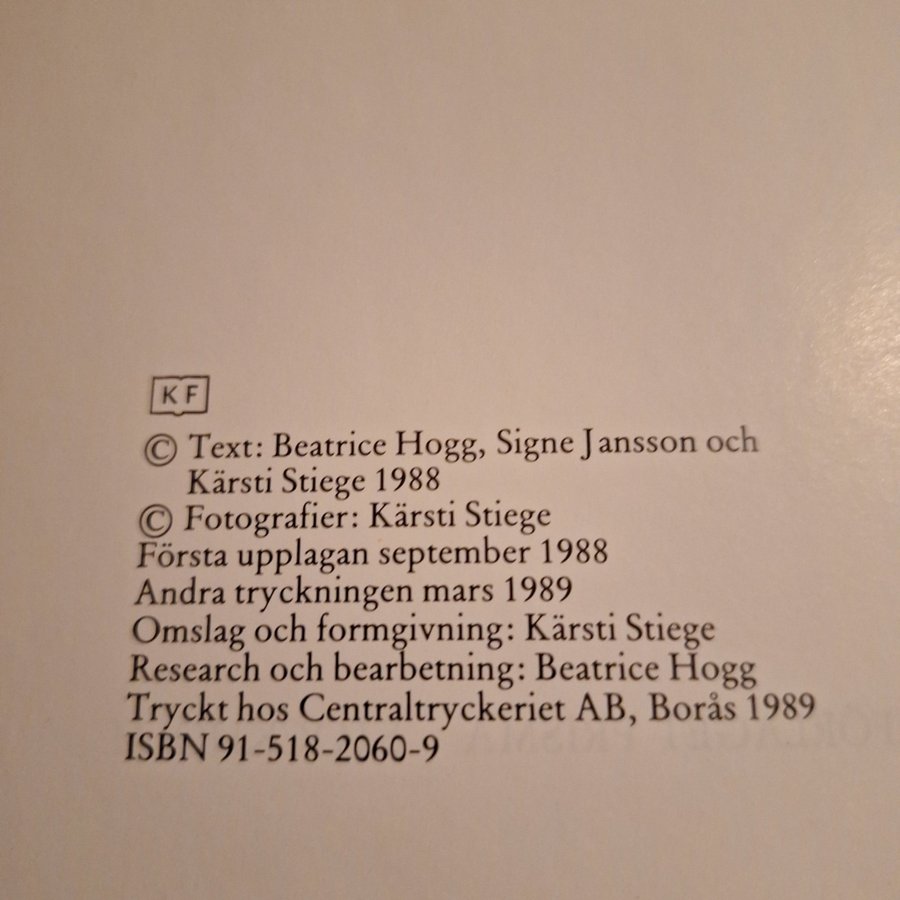 KF
© Text: Beatrice Hogg, Signe Jansson och
Kärsti Stiege 1988
© Fotografier: Kärsti Stiege
Första upplagan september 1988
Andra tryckningen mars 1989
Omslag och formgivning: Kärsti Stiege
Research och bearbetning: Beatrice Hogg
Tryckt hos Centraltryckeriet AB, Borås 1989
ISBN 91-518-2060-9